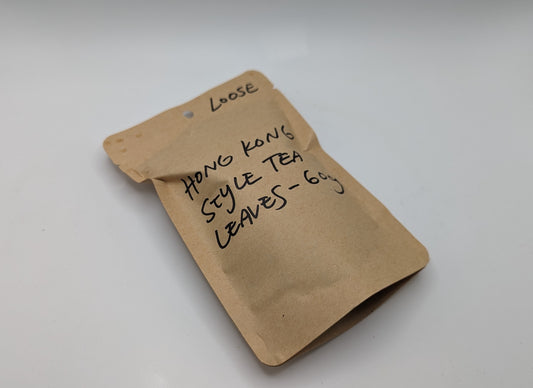 LOOSE
HONG KONG
STYLE TEA
LEAVES - 60g